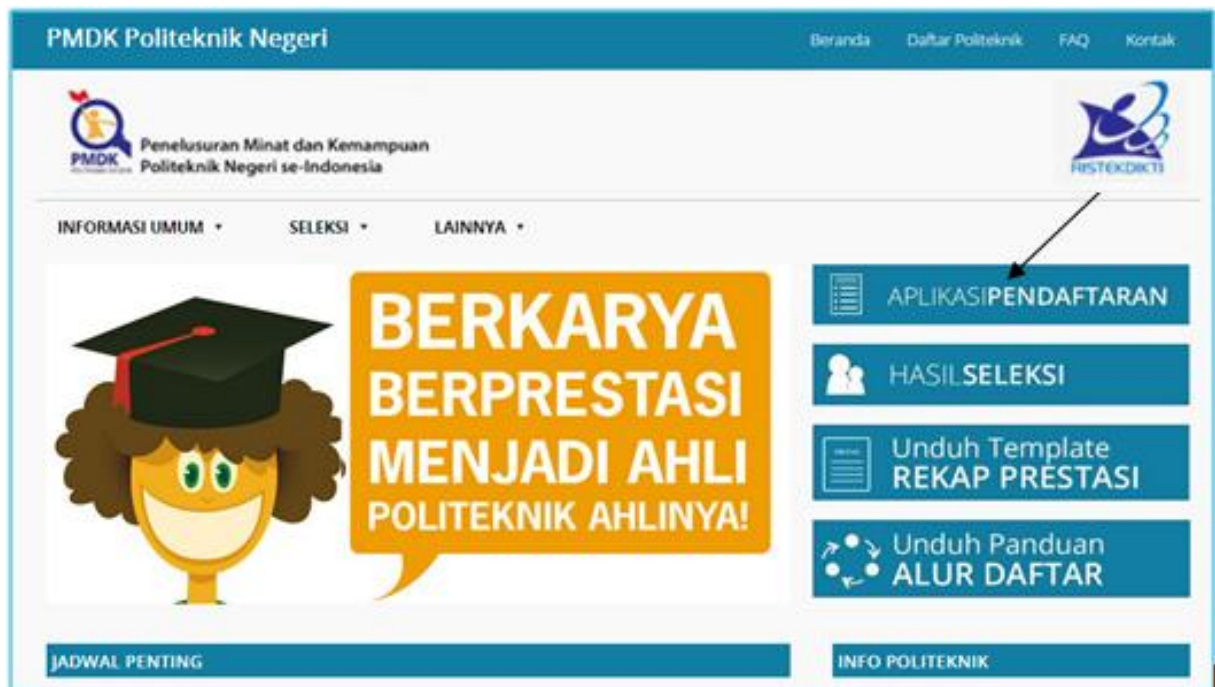 PMDK Politeknik Negeri
Beranda Daftar Politeknik FAQ Kontak
PMDK
Penelusuran Minat dan Kemampuan
Politeknik Negeri se-Indonesia
RISTEKDIKTI
INFORMASI UMUM
SELEKSI
LAINNYA
BERKARYA
BERPRESTASI
MENJADI AHLI
POLITEKNIK AHLINYA!
APLIKASIPENDAFTARAN
HASILSELEKSI
Unduh Template
REKAP PRESTASI
Unduh Panduan
ALUR DAFTAR
JADWAL PENTING
INFO POLITEKNIK